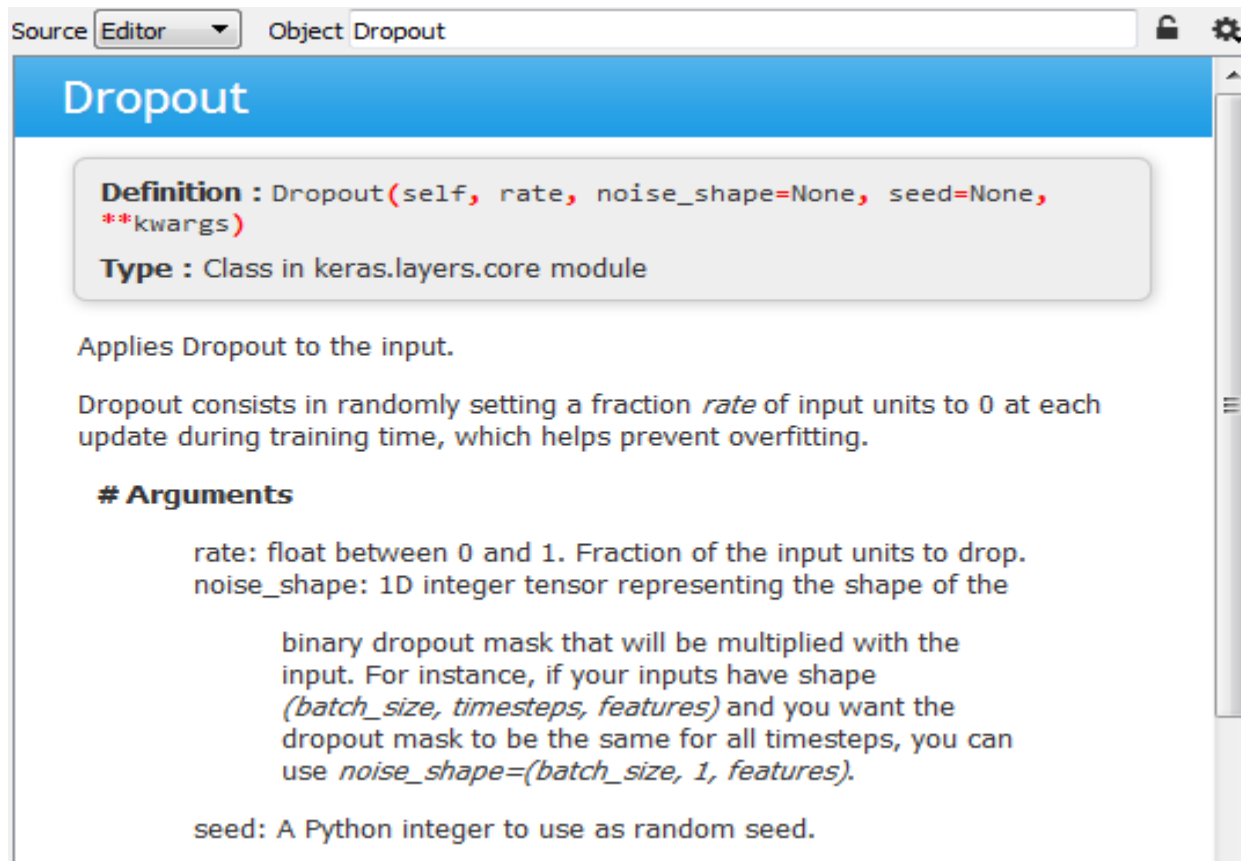 Source Editor Object Dropout
Dropout
Definition : Dropout(self, rate, noise_shape=None, seed=None,
**kwargs)
Type : Class in keras.layers.core module
Applies Dropout to the input.
Dropout consists in randomly setting a fraction rate of input units to 0 at each
update during training time, which helps prevent overfitting.
# Arguments
rate: float between 0 and 1. Fraction of the input units to drop.
noise_shape: 1D integer tensor representing the shape of the
binary dropout mask that will be multiplied with the
input. For instance, if your inputs have shape
(batch_size, timesteps, features) and you want the
dropout mask to be the same for all timesteps, you can
use noise_shape=(batch_size, 1, features).
seed: A Python integer to use as random seed.